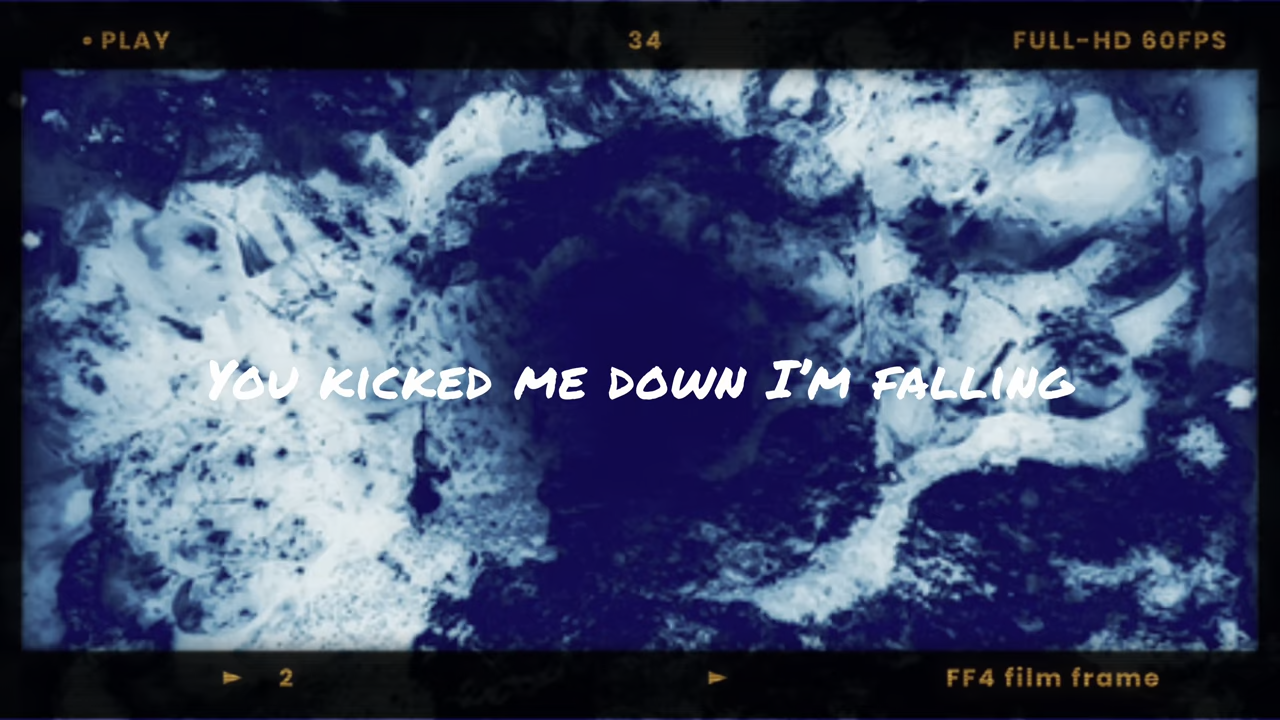 • PLAY 34 FULL-HD 60FPS
You kicked me down I'm falling
► 2 ► FF4 film frame